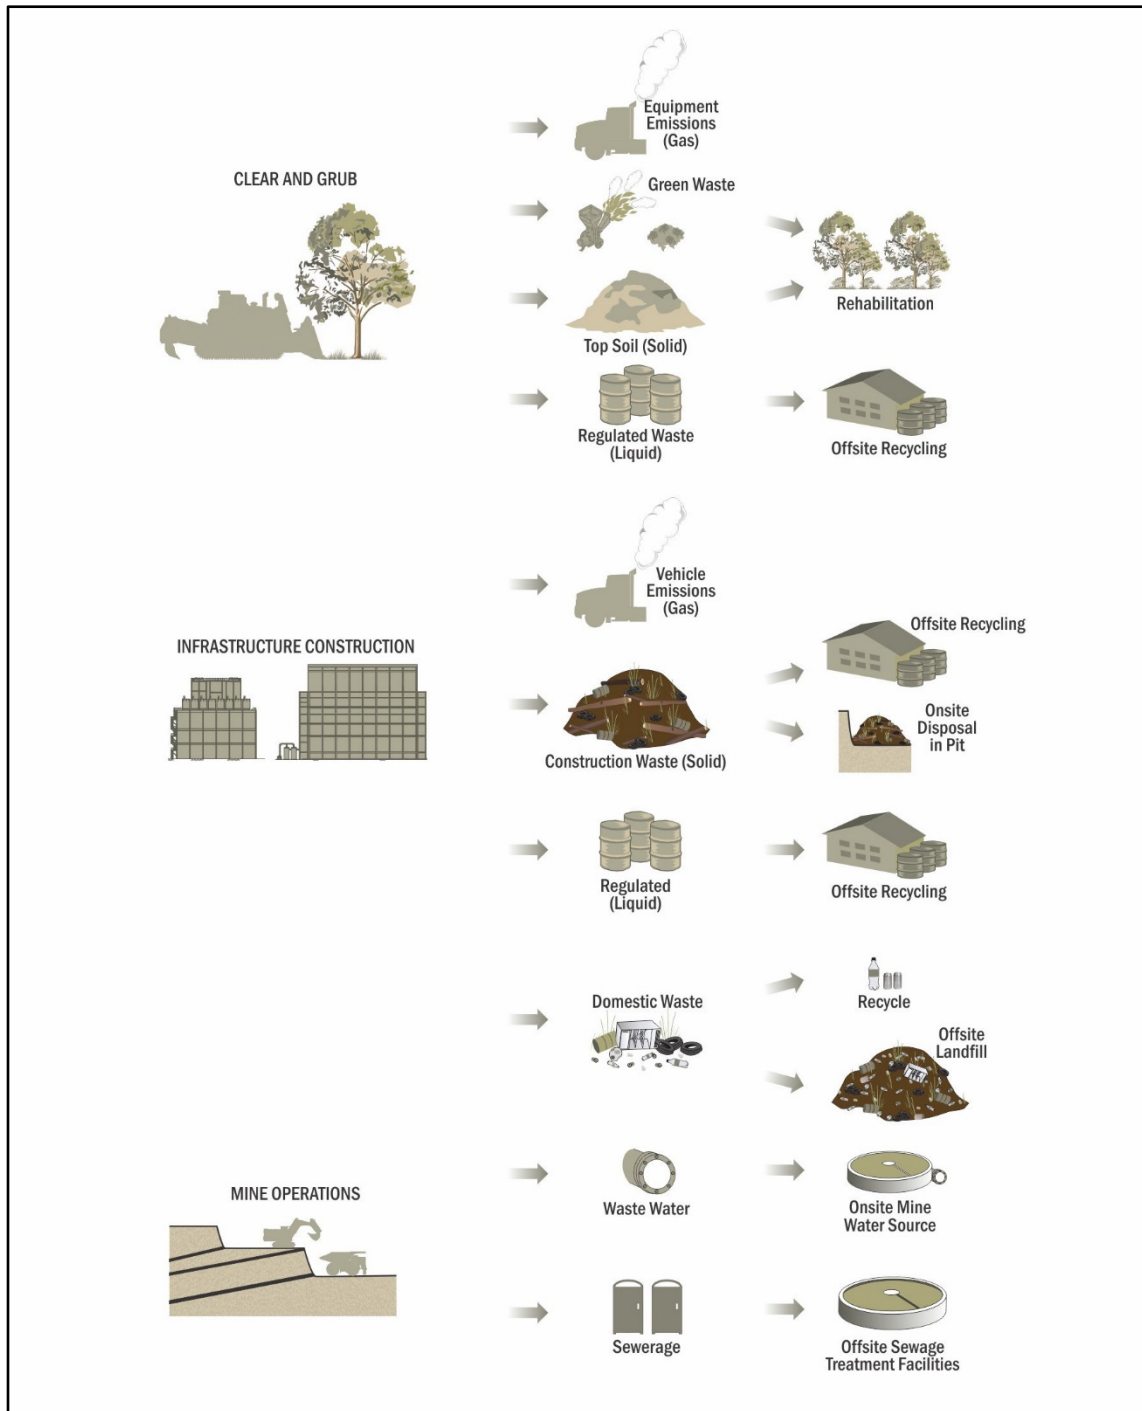 Equipment
Emissions
(Gas)
CLEAR AND GRUB
Green Waste
Rehabilitation
Top Soil (Solid)
Regulated Waste
(Liquid)
Offsite Recycling
Vehicle
Emissions
(Gas)
INFRASTRUCTURE CONSTRUCTION
Offsite Recycling
Onsite
Disposal
in Pit
Construction Waste (Solid)
Regulated
(Liquid)
Offsite Recycling
Domestic Waste
Recycle
Offsite
Landfill
MINE OPERATIONS
Waste Water
Onsite Mine
Water Source
Sewerage
Offsite Sewage
Treatment Facilities